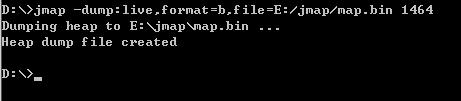 D:\>jmap -dump:live,format=b,file=E:/jmap/map.bin 1464
Dumping heap to E:\jmap\map.bin ...
Heap dump file created
D:\>_